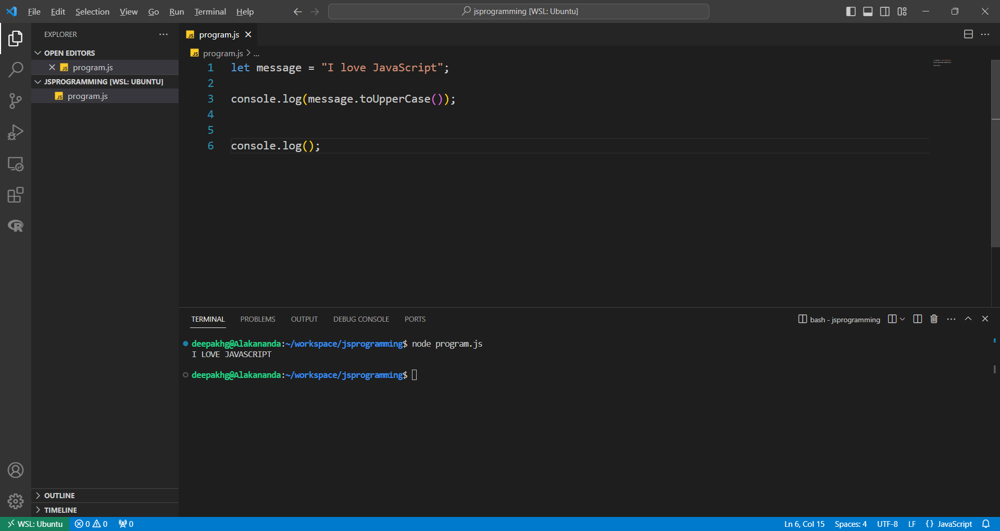 File Edit Selection View Go Run Terminal Help
jsprogramming [WSL: Ubuntu]
EXPLORER
OPEN EDITORS
JS program.js
JSPROGRAMMING [WSL: UBUNTU]
JS program.js
OUTLINE
TIMELINE
JS program.js
JS program.js > ...
1 let message = "I love JavaScript";
2
3 console.log(message.toUpperCase());
4
5
6 console.log();
TERMINAL PROBLEMS OUTPUT DEBUG CONSOLE PORTS
bash - jsprogramming
deepakhg@Alakananda:~/workspace/jsprogramming$ node program.js
I LOVE JAVASCRIPT
deepakhg@Alakananda:~/workspace/jsprogramming$
WSL: Ubuntu 0 0 0
Ln 6, Col 15 Spaces: 4 UTF-8 LF {} JavaScript